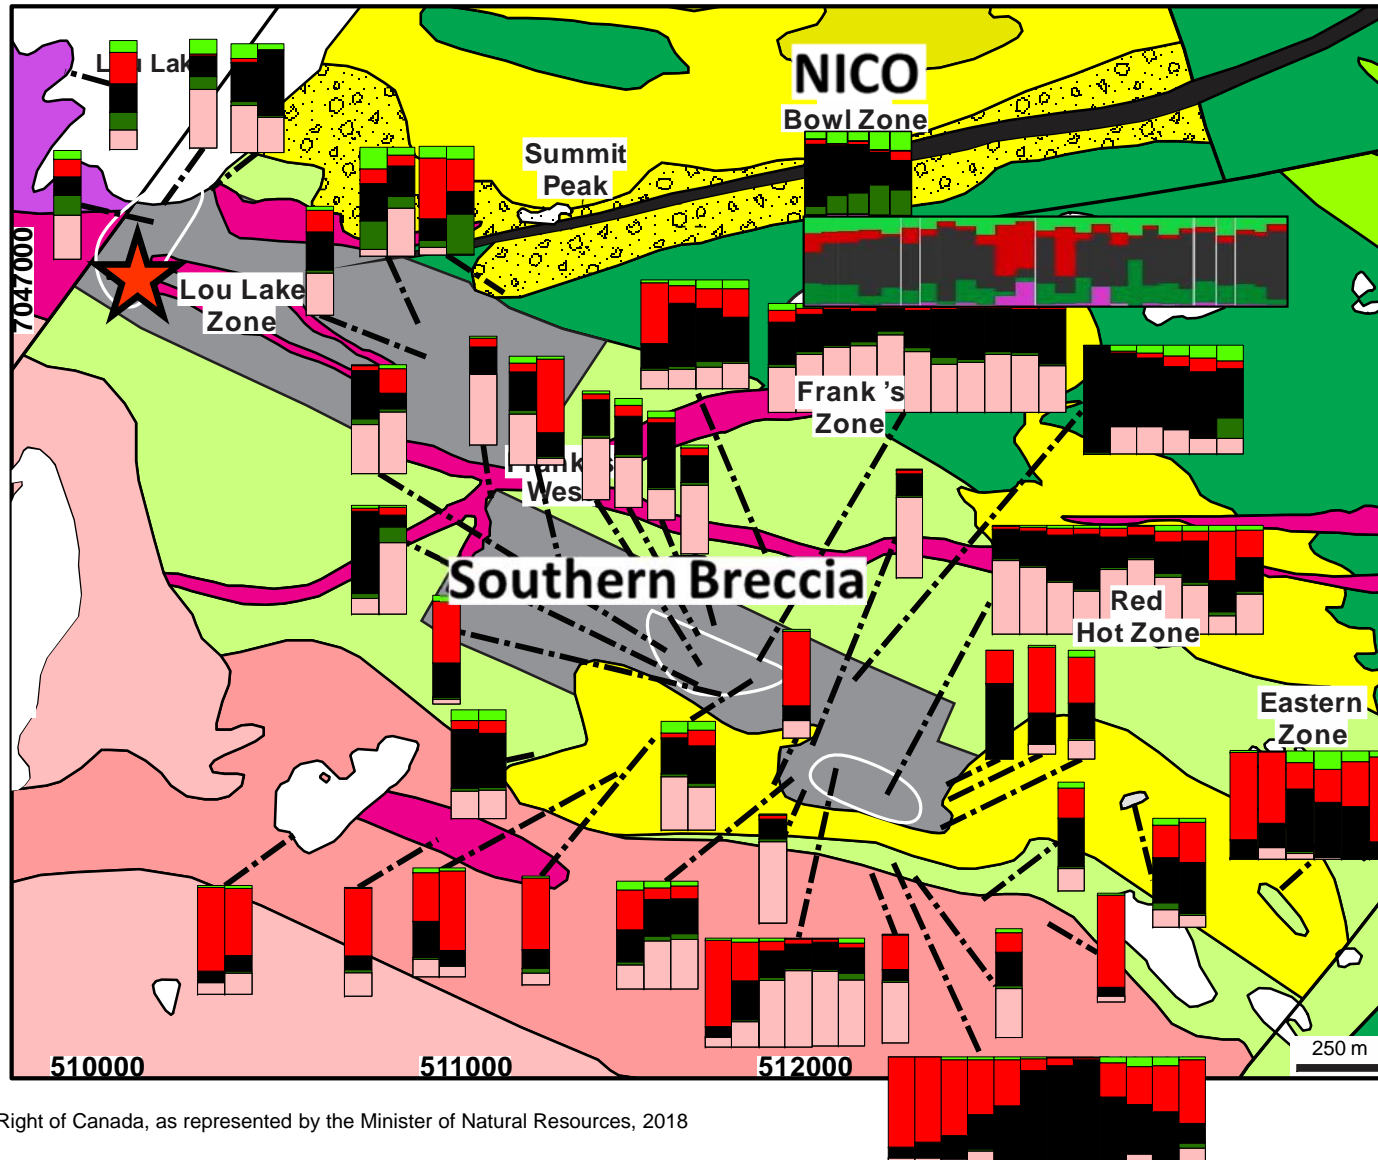 NICO
Bowl Zone
Summit
Peak
7047000
Lou Lake
Zone
Frank 's
Zone
Southern Breccia
Red
Hot Zone
Eastern
Zone
250 m
510000
511000
512000
Right of Canada, as represented by the Minister of Natural Resources, 2018